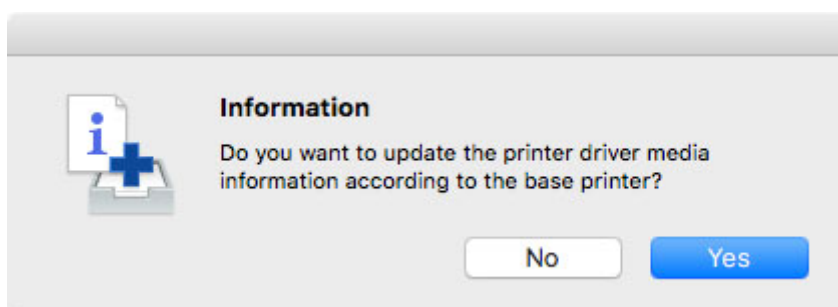 i
Information
Do you want to update the printer driver media
information according to the base printer?
No
Yes